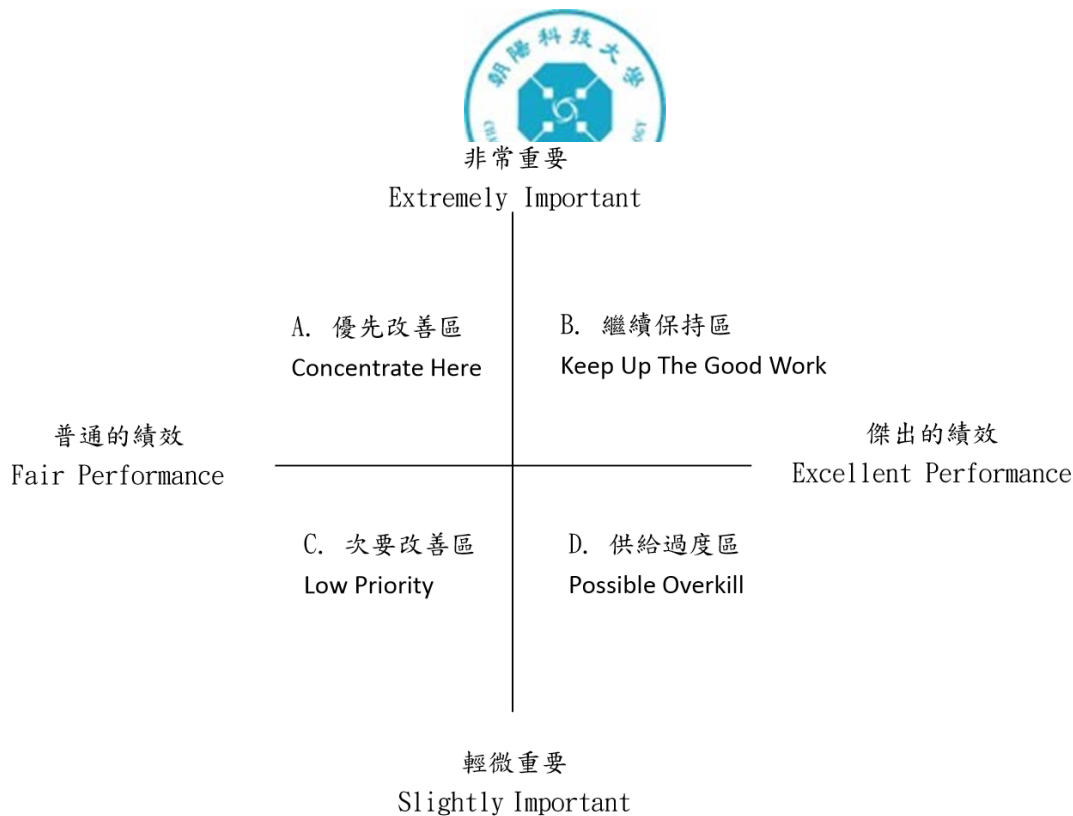 朝陽科技大學
非常重要
Extremely Important
A. 優先改善區
Concentrate Here
B. 繼續保持區
Keep Up The Good Work
普通的績效
Fair Performance
傑出的績效
Excellent Performance
C. 次要改善區
Low Priority
D. 供給過度區
Possible Overkill
輕微重要
Slightly Important